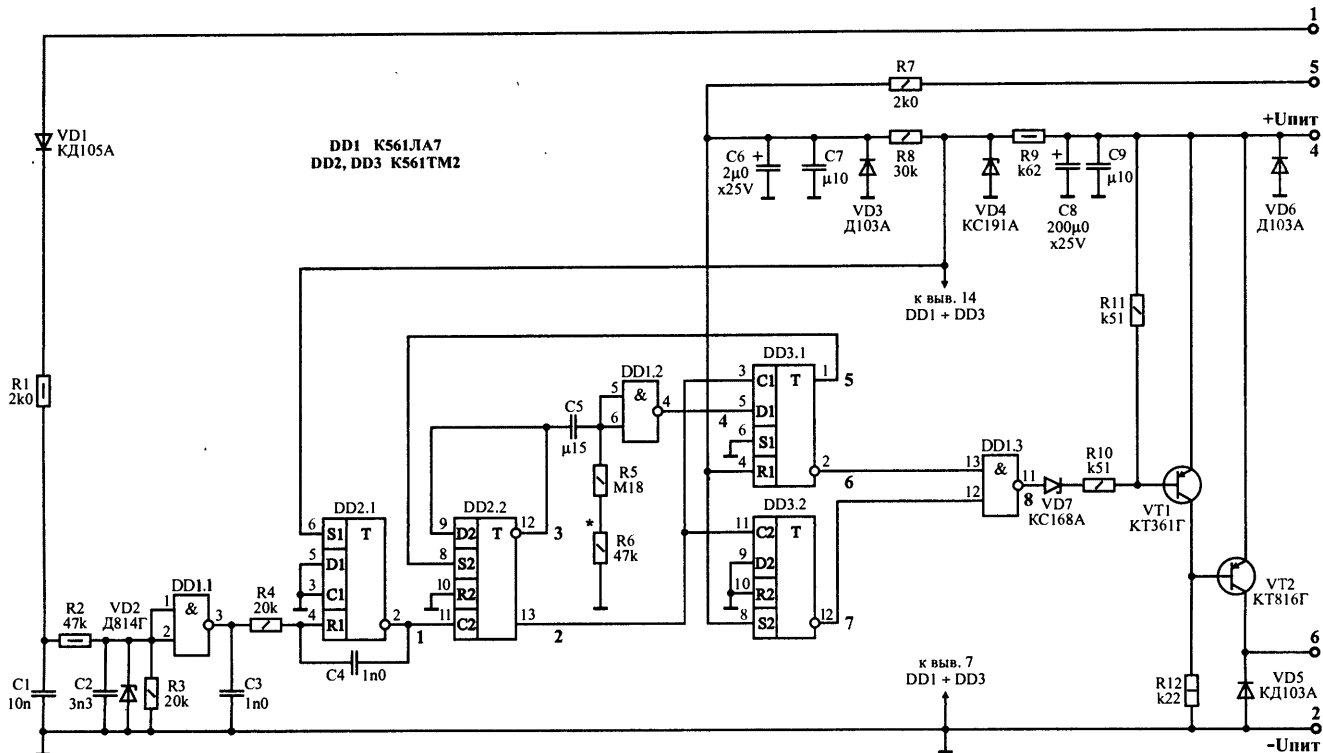 1
5
R7
2k0
+Uпит
4
VD1
КД105А
DD1 К561ЛА7
DD2, DD3 К561ТМ2
C6 +
2µ0
x25V
C7
µ10
R8
30k
R9
k62
+
C9
µ10
VD3
Д103А
VD4
КС191А
C8
200µ0
x25V
VD6
Д103А
к выв. 14
DD1 + DD3
R11
k51
R1
2k0
DD3.1
DD1.2
3 C1 T 1 5
5 & 4
6
C5
µ15
4 5 D1
6 S1
4 R1 2 6
R5
M18
DD1.3
13 & 11 8
12
R10
k51
VD7
КС168А
VT1
КТ361Г
DD2.1
DD2.2
DD3.2
6 S1 T
5 D1
3 C1
4 R1 2 1
9 D2 T 12 3
8 S2
10 R2
11 C2 13 2
*
R6
47k
11 C2 T
9 D2
10 R2
8 S2 12 7
VT2
КТ816Г
R2
47k
VD2
Д814Г
DD1.1
1 & 3
2
R4
20k
6
C4
1n0
C1
10n
C2
3n3
R3
20k
C3
1n0
к выв. 7
DD1 + DD3
R12
k22
VD5
КД103А
2
-Uпит